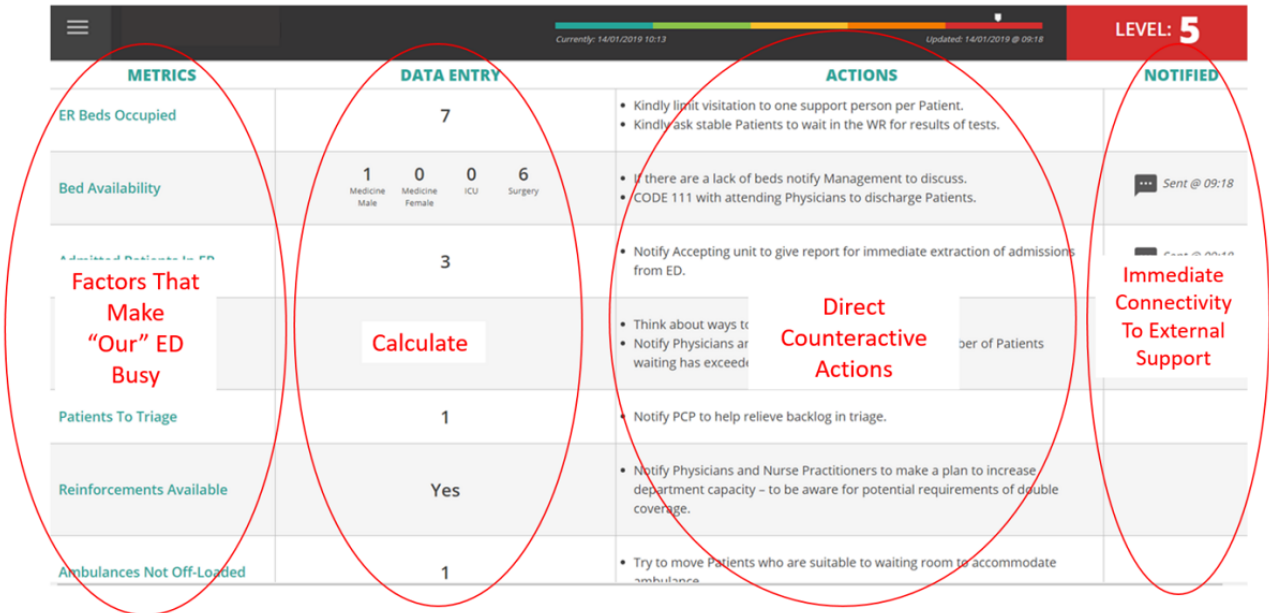 LEVEL: 5
Currently: 14/01/2019 10:13
Updated: 14/01/2019 @ 09:18
METRICS
DATA ENTRY
ACTIONS
NOTIFIED
ER Beds Occupied
7
• Kindly limit visitation to one support person per Patient.
• Kindly ask stable Patients to wait in the WR for results of tests.
Bed Availability
1
Medicine
Male
0
Medicine
Female
0
ICU
6
Surgery
• If there are a lack of beds notify Management to discuss.
• CODE 111 with attending Physicians to discharge Patients.
Sent @ 09:18
Admitted Patients In ER
3
• Notify Accepting unit to give report for immediate extraction of admissions
from ED.
Sent @ 09:18
Factors That
Make
“Our” ED
Busy
Calculate
• Think about ways to
• Notify Physicians
ber of Patients
waiting has
Direct
Counteractive
Actions
Immediate
Connectivity
To External
Support
Patients To Triage
1
• Notify PCP to help relieve backlog in triage.
Reinforcements Available
Yes
• Notify Physicians and Nurse Practitioners to make a plan to increase
department capacity – to be aware for potential requirements of double
coverage.
Ambulances Not Off-Loaded
1
• Try to move Patients who are suitable to waiting room to accommodate
ambulance